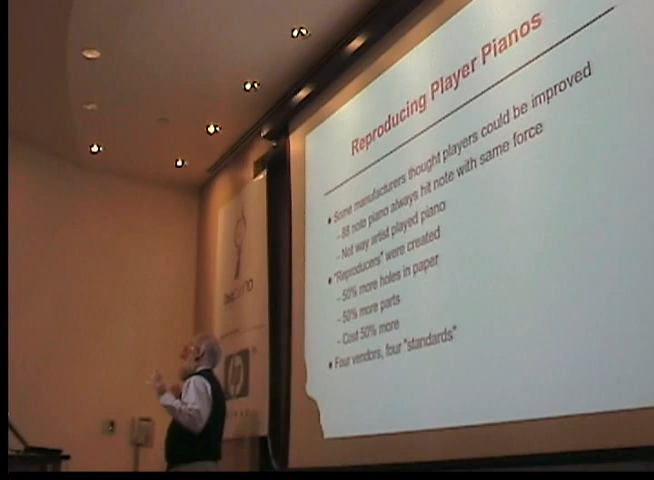 Reproducing Player Pianos
• Some manufacturers thought players could be improved
– 88 note piano always hit note with same force
– Not way artist played piano
• "Reproducers" were created
– 50% more holes in paper
– 50% more parts
– Cost 50% more
• Four vendors, four "standards"
hp